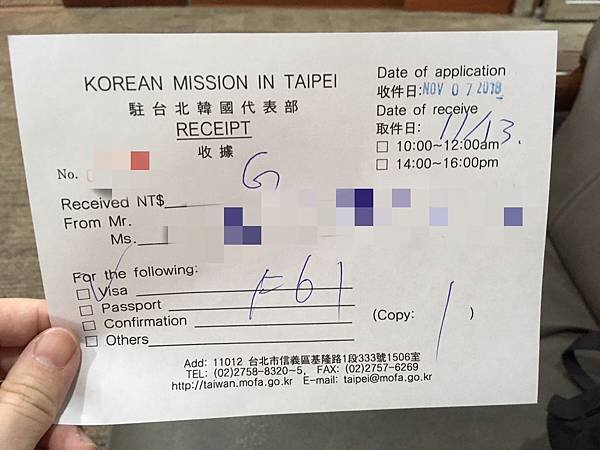 KOREAN MISSION IN TAIPEI
駐台北韓國代表部
RECEIPT
收據
Date of application
收件日: NOV 07 2018
Date of receive
取件日: 11/13.
10:00~12:00am
14:00~16:00pm
No.
G
Received NT$
From Mr.
Ms.
For the following:
Visa
Passport
Confirmation
Others
F61
(Copy: 1 )
Add: 11012 台北市信義區基隆路1段333號1506室
TEL: (02)2758-8320~5, FAX: (02)2757-6269
http://taiwan.mofa.go.kr E-mail: taipei@mofa.go.kr